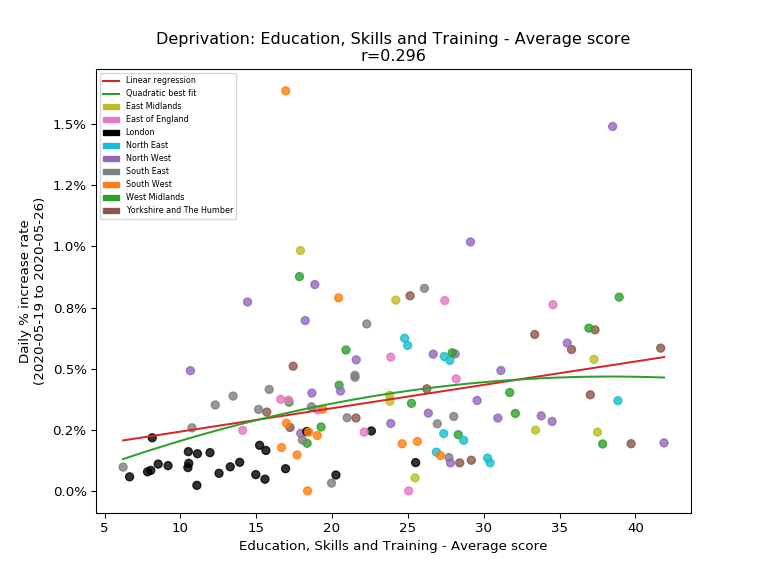 Deprivation: Education, Skills and Training - Average score
r=0.296
Linear regression
Quadratic best fit
East Midlands
East of England
London
North East
North West
South East
South West
West Midlands
Yorkshire and The Humber
1.5%
1.2%
1.0%
0.8%
0.5%
0.2%
0.0%
Daily % increase rate
(2020-05-19 to 2020-05-26)
5 10 15 20 25 30 35 40
Education, Skills and Training - Average score